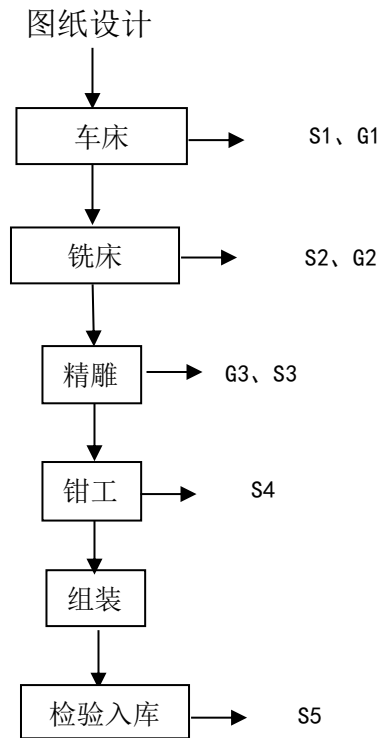 图纸设计
车床
S1、G1
铣床
S2、G2
精雕
G3、S3
钳工
S4
组装
检验入库
S5